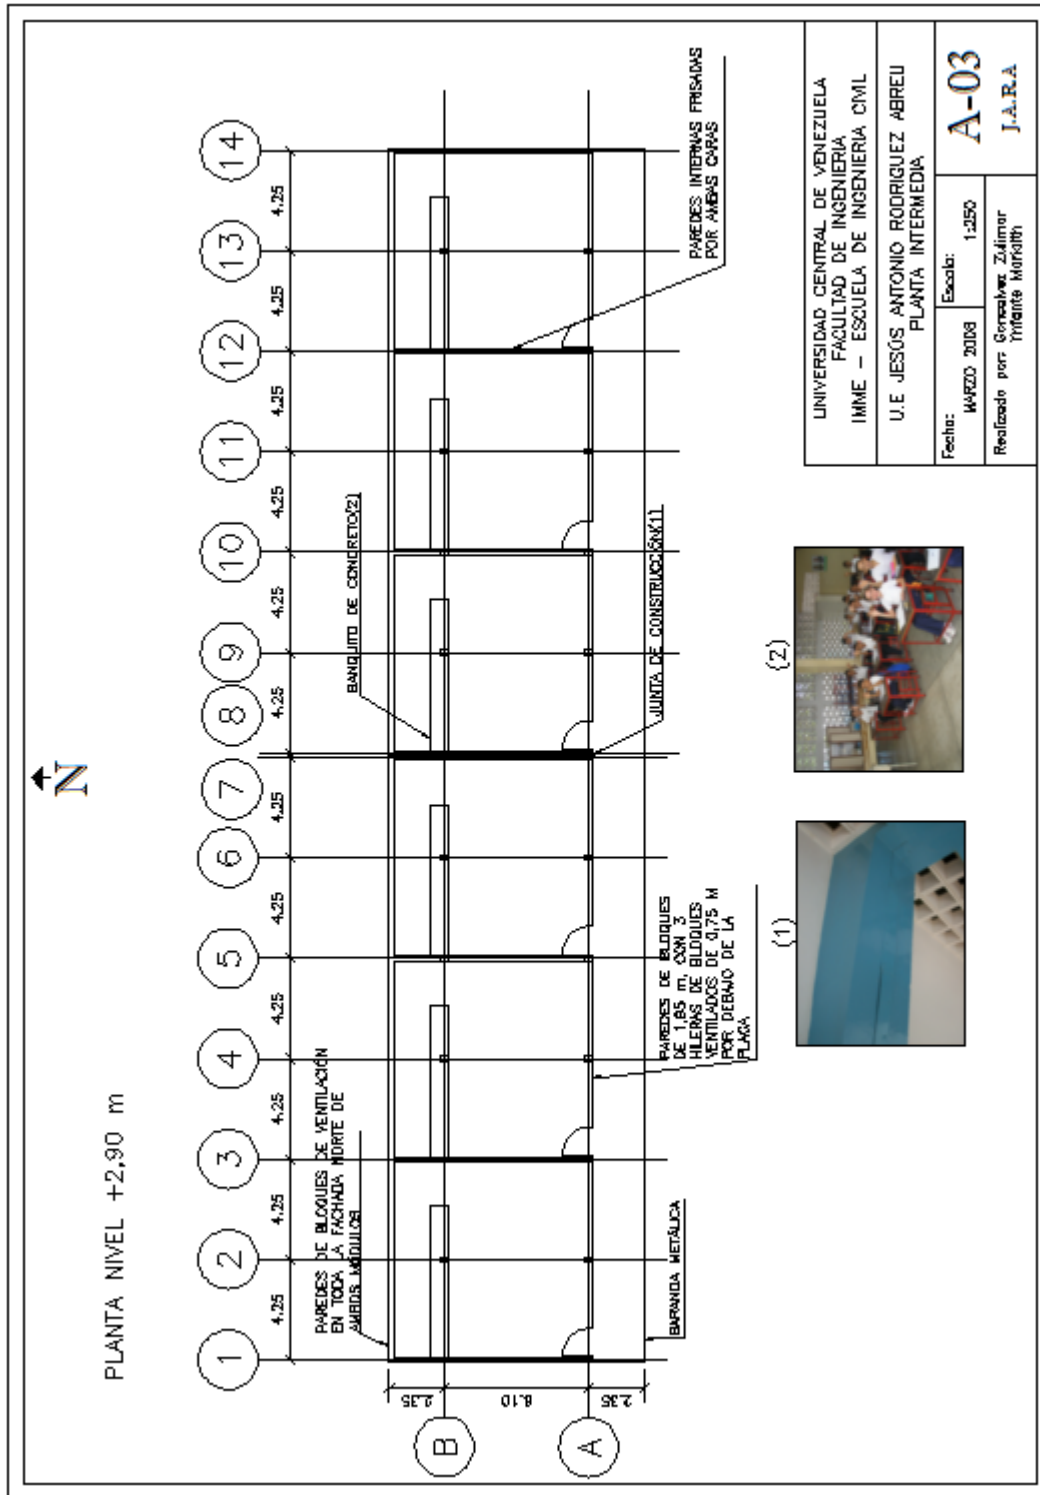 PLANTA NIVEL +2,90 m
N
1
2
3
4
5
6
7
8
9
10
11
12
13
14
4.25
4.25
4.25
4.25
4.25
4.25
4.25
4.25
4.25
4.25
4.25
4.25
PAREDES DE BLOQUES DE VENTILACIÓN
EN TODA LA FACHADA NORTE DE
AMBOS MÓDULOS
BANQUITO DE CONCRETO(2)
PAREDES INTERNAS FRISADAS
POR AMBAS CARAS
B
A
2.35
6.10
2.35
BARANDA METÁLICA
PAREDES DE BLOQUES
DE 1,85 m, CON 3
HILERAS DE BLOQUES
VENTILADOS DE 0,75 M
POR DEBAJO DE LA
PLACA
JUNTA DE CONSTRUCCIÓN(1)
(1)
(2)
UNIVERSIDAD CENTRAL DE VENEZUELA
FACULTAD DE INGENIERIA
IMME – ESCUELA DE INGENIERIA CIVIL
U.E JESÚS ANTONIO RODRIGUEZ ABREU
PLANTA INTERMEDIA
Fecha:
MARZO 2008
Escala:
1:250
A-03
J.A.R.A
Realizado por: Gonsalvez Zulimar